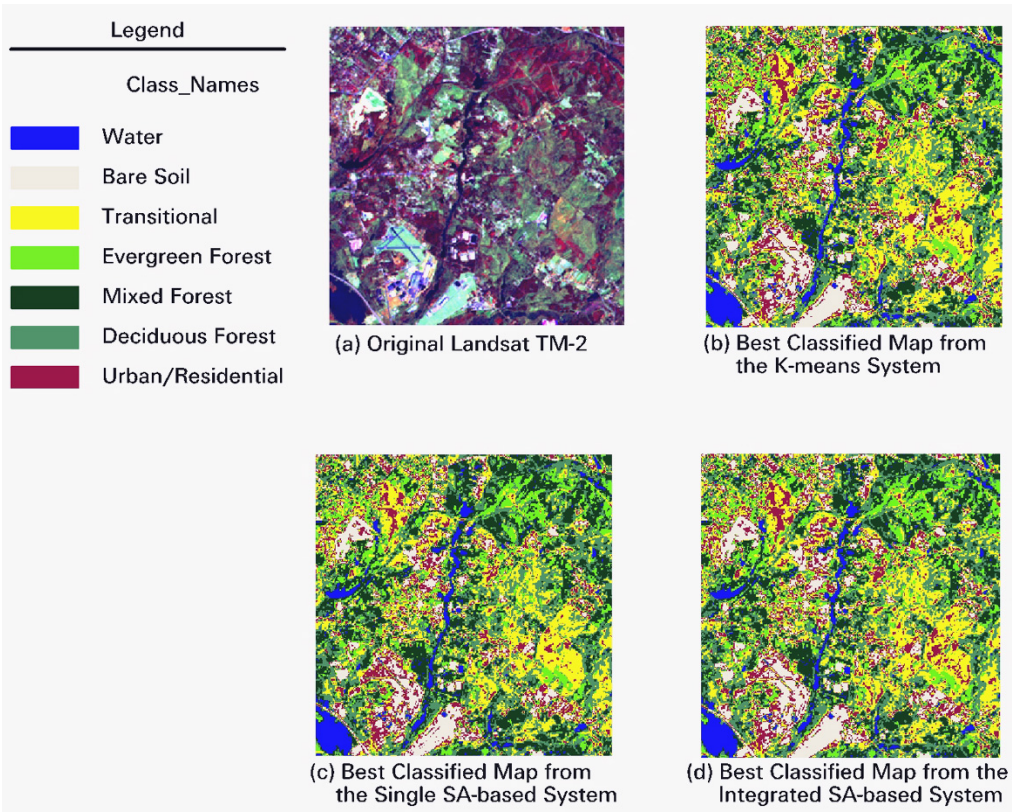 Legend
Class_Names
Water
Bare Soil
Transitional
Evergreen Forest
Mixed Forest
Deciduous Forest
Urban/Residential
(a) Original Landsat TM-2
(b) Best Classified Map from
the K-means System
(c) Best Classified Map from
the Single SA-based System
(d) Best Classified Map from the
Integrated SA-based System